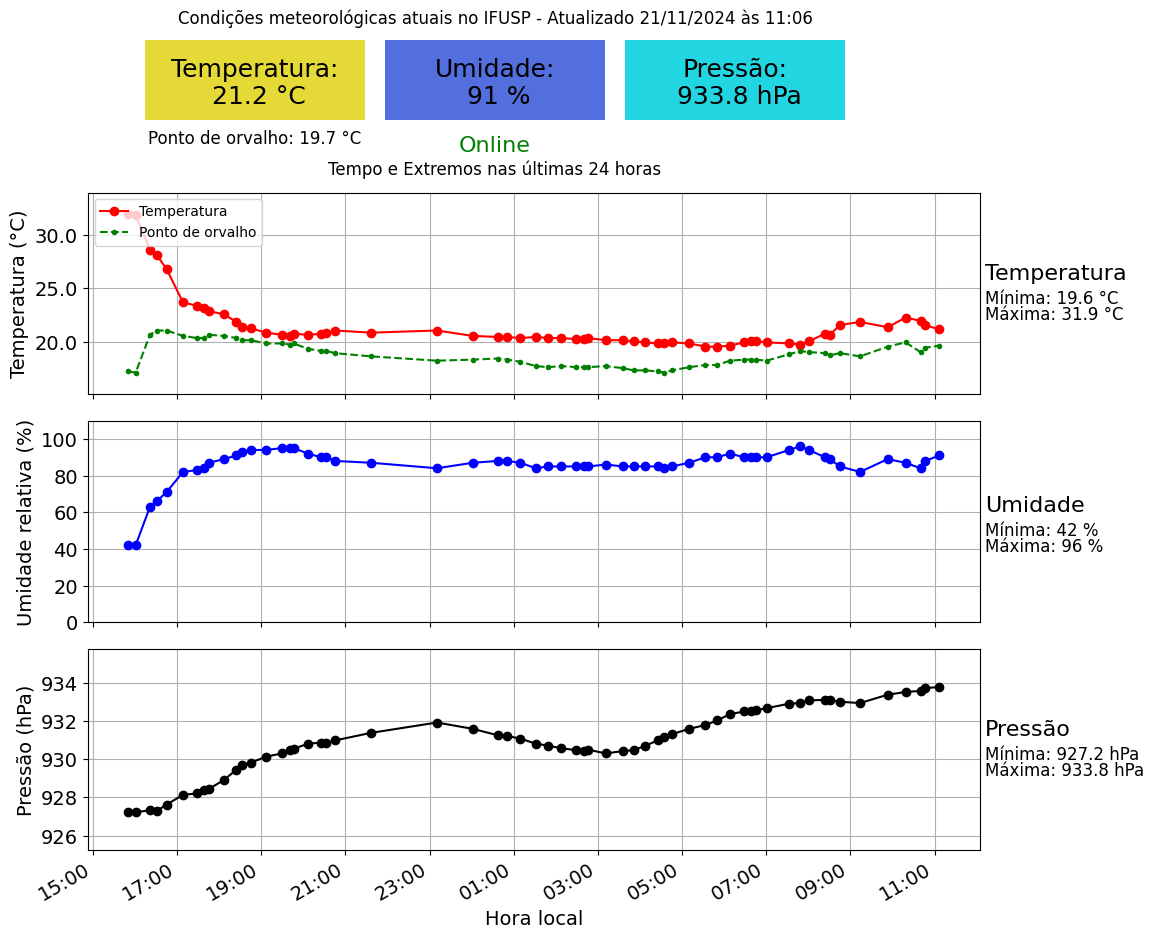 Condições meteorológicas atuais no IFUSP - Atualizado 21/11/2024 às 11:06
Temperatura:
21.2 °C
Umidade:
91 %
Pressão:
933.8 hPa
Ponto de orvalho: 19.7 °C
Online
Tempo e Extremos nas últimas 24 horas
Temperatura (°C)
30.0
25.0
20.0
Temperatura
Ponto de orvalho
Temperatura
Mínima: 19.6 °C
Máxima: 31.9 °C
Umidade relativa (%)
100
80
60
40
20
0
Umidade
Mínima: 42 %
Máxima: 96 %
Pressão (hPa)
934
932
930
928
926
Pressão
Mínima: 927.2 hPa
Máxima: 933.8 hPa
15:00 17:00 19:00 21:00 23:00 01:00 03:00 05:00 07:00 09:00 11:00
Hora local